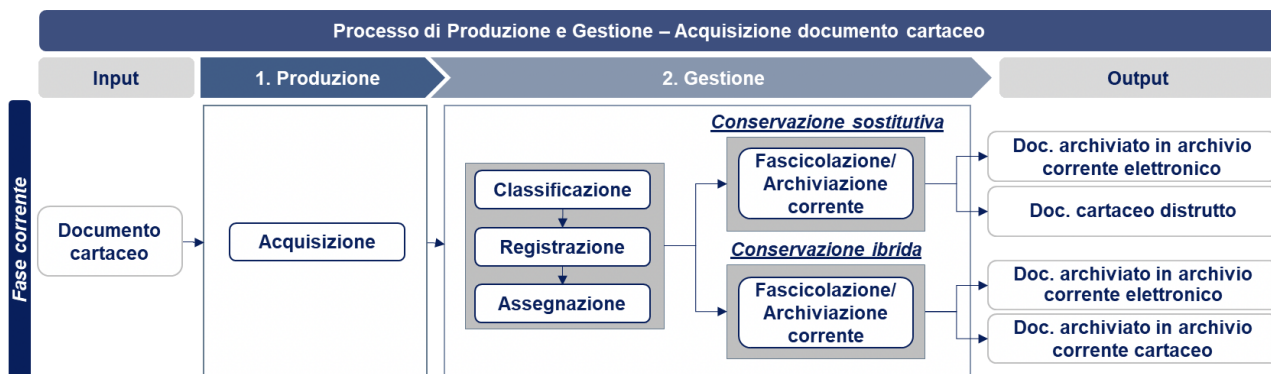 Processo di Produzione e Gestione – Acquisizione documento cartaceo
Input
1. Produzione
2. Gestione
Output
Fase corrente
Documento
cartaceo
Acquisizione
Classificazione
Registrazione
Assegnazione
Conservazione sostitutiva
Fascicolazione/
Archiviazione
corrente
Conservazione ibrida
Fascicolazione/
Archiviazione
corrente
Doc. archiviato in archivio
corrente elettronico
Doc. cartaceo distrutto
Doc. archiviato in archivio
corrente elettronico
Doc. archiviato in archivio
corrente cartaceo